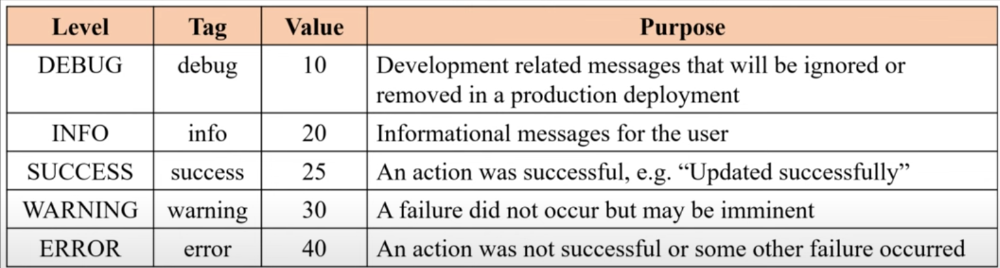 Level Tag Value Purpose
DEBUG debug 10 Development related messages that will be ignored or
removed in a production deployment
INFO info 20 Informational messages for the user
SUCCESS success 25 An action was successful, e.g. “Updated successfully”
WARNING warning 30 A failure did not occur but may be imminent
ERROR error 40 An action was not successful or some other failure occurred